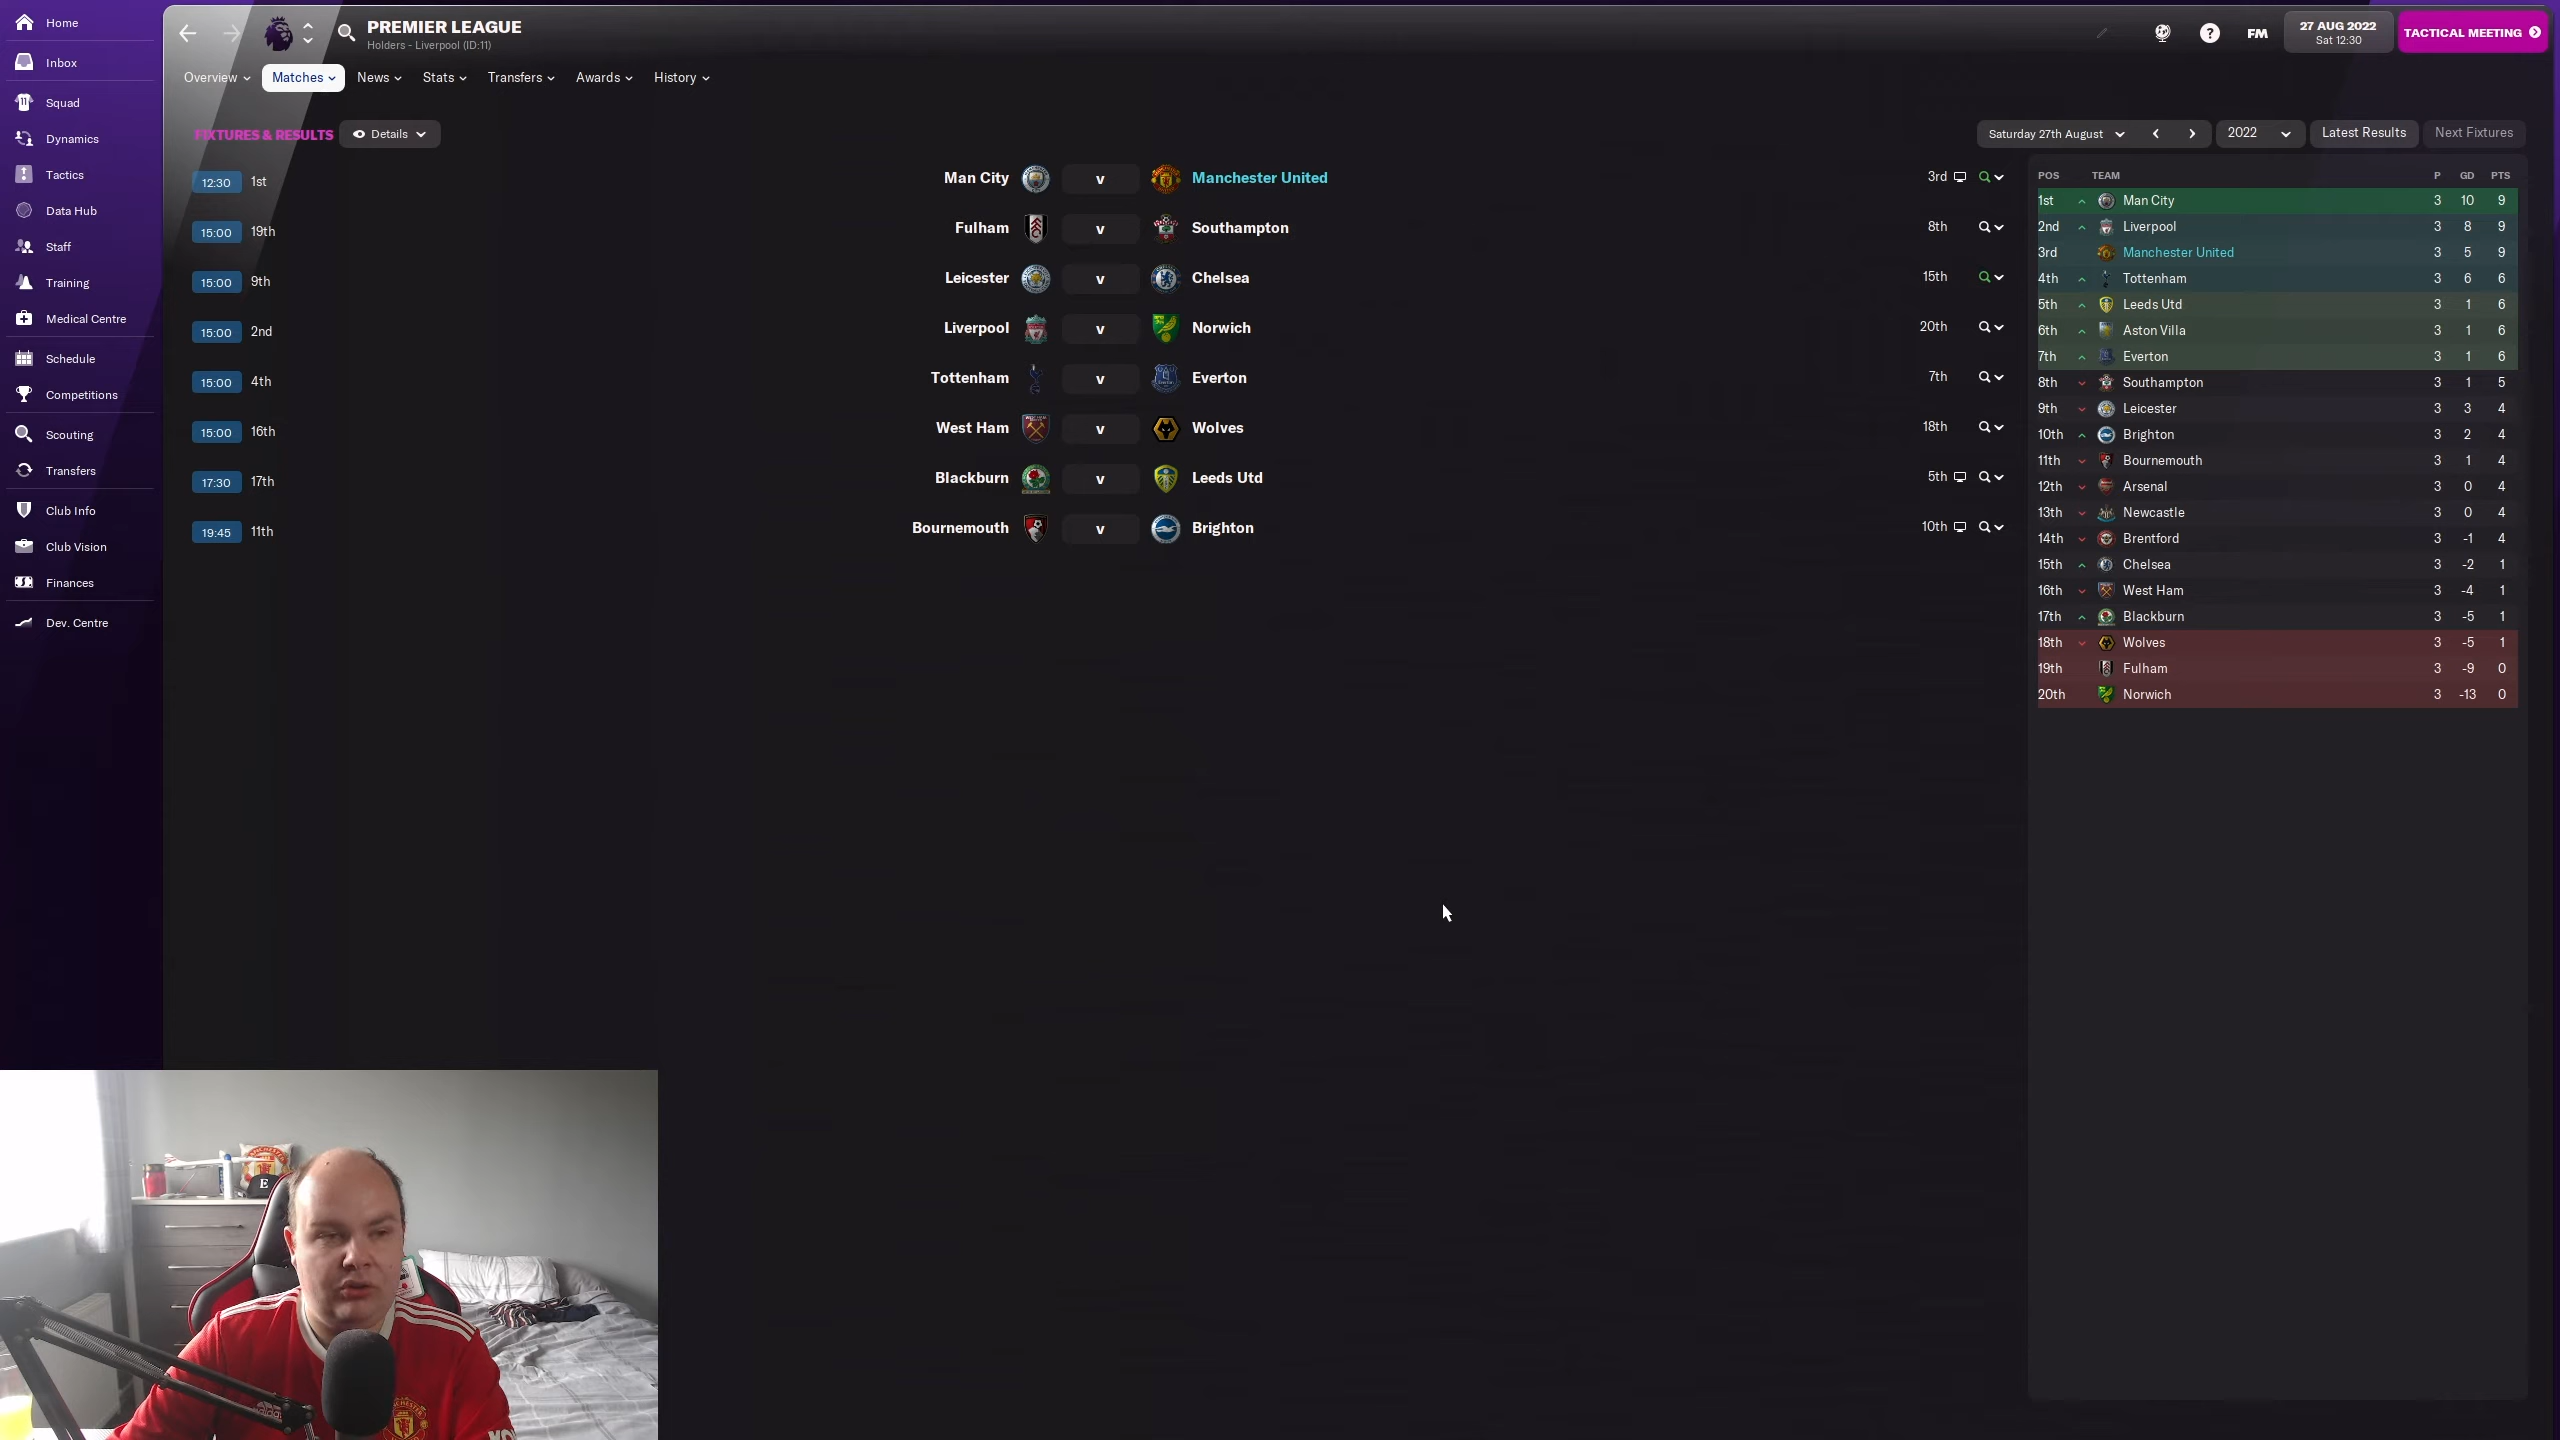 Home
Inbox
Squad
Dynamics
Tactics
Data Hub
Staff
Training
Medical Centre
Schedule
Competitions
Scouting
Transfers
Club Info
Club Vision
Finances
Dev. Centre
PREMIER LEAGUE
Holders - Liverpool (ID:11)
FM
27 AUG 2022
Sat 12:30
TACTICAL MEETING
Overview Matches News Stats Transfers Awards History
FIXTURES & RESULTS Details
Saturday 27th August 2022 Latest Results Next Fixtures
12:30 1st Man City v Manchester United 3rd
15:00 19th Fulham v Southampton 8th
15:00 9th Leicester v Chelsea 15th
15:00 2nd Liverpool v Norwich 20th
15:00 4th Tottenham v Everton 7th
15:00 16th West Ham v Wolves 18th
17:30 17th Blackburn v Leeds Utd 5th
19:45 11th Bournemouth v Brighton 10th
POS TEAM P GD PTS
1st Man City 3 10 9
2nd Liverpool 3 8 9
3rd Manchester United 3 5 9
4th Tottenham 3 6 6
5th Leeds Utd 3 1 6
6th Aston Villa 3 1 6
7th Everton 3 1 6
8th Southampton 3 1 5
9th Leicester 3 3 4
10th Brighton 3 2 4
11th Bournemouth 3 1 4
12th Arsenal 3 0 4
13th Newcastle 3 0 4
14th Brentford 3 -1 4
15th Chelsea 3 -2 1
16th West Ham 3 -4 1
17th Blackburn 3 -5 1
18th Wolves 3 -5 1
19th Fulham 3 -9 0
20th Norwich 3 -13 0
E
adidas